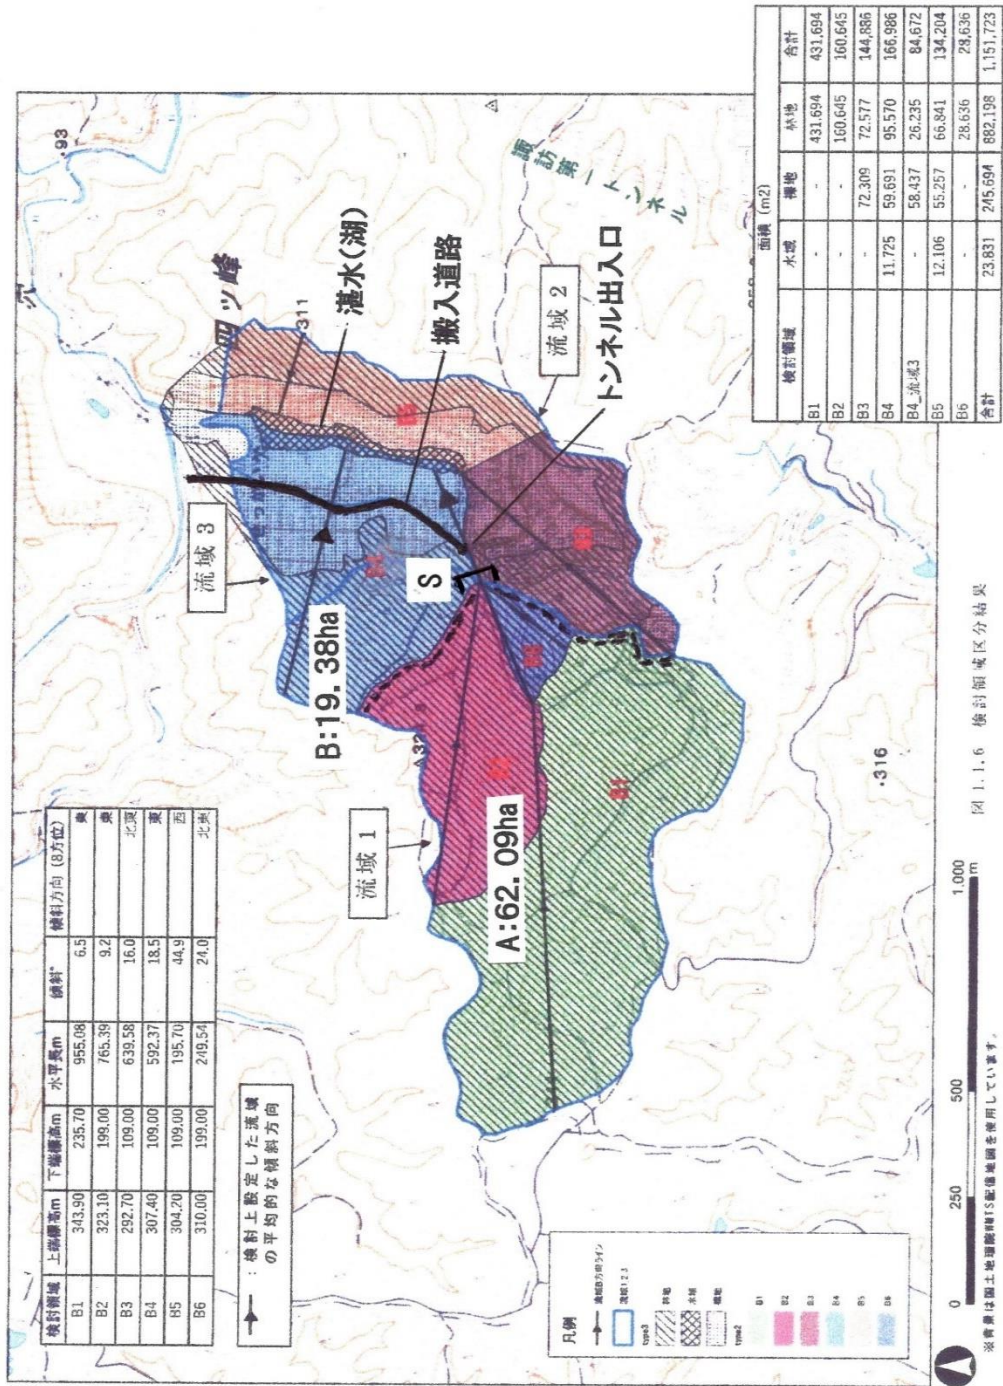 検討領域 上端標高m 下端標高m 水平長m 傾斜° 傾斜方向 (8方位)
B1 343.90 235.70 955.08 6.5 東
B2 323.10 199.00 765.39 9.2 東
B3 292.70 109.00 639.58 16.0 北東
B4 307.40 109.00 592.37 18.5 東
B5 304.20 109.00 195.70 44.9 西
B6 310.00 199.00 249.54 24.0 北東
: 検討上設定した流域
の平均的な傾斜方向
.93
四ツ峰
311
湛水(湖)
搬入道路
諏訪第一トンネル
流域 2
トンネル出入口
流域 3
S
B:19.38ha
流域 1
A:62.09ha
B1
B4
.316
凡例
流域1 2 3
type3
林地
水域
裸地
type2
B1
B2
B3
B4
B5
B6
面積 (m2)
検討領域 水域 裸地 林地 合計
B1 - - 431.694 431,694
B2 - - 160.645 160.645
B3 - 72.309 72.577 144,886
B4 11.725 59.691 95.570 166,986
B4_流域3 - 58.437 26.235 84,672
B5 12.106 55.257 66.841 134,204
B6 - - 28.636 28,636
合計 23.831 245.694 882,198 1,151,723
0 250 500 1,000
m
図 1.1.6 検討領域区分結果